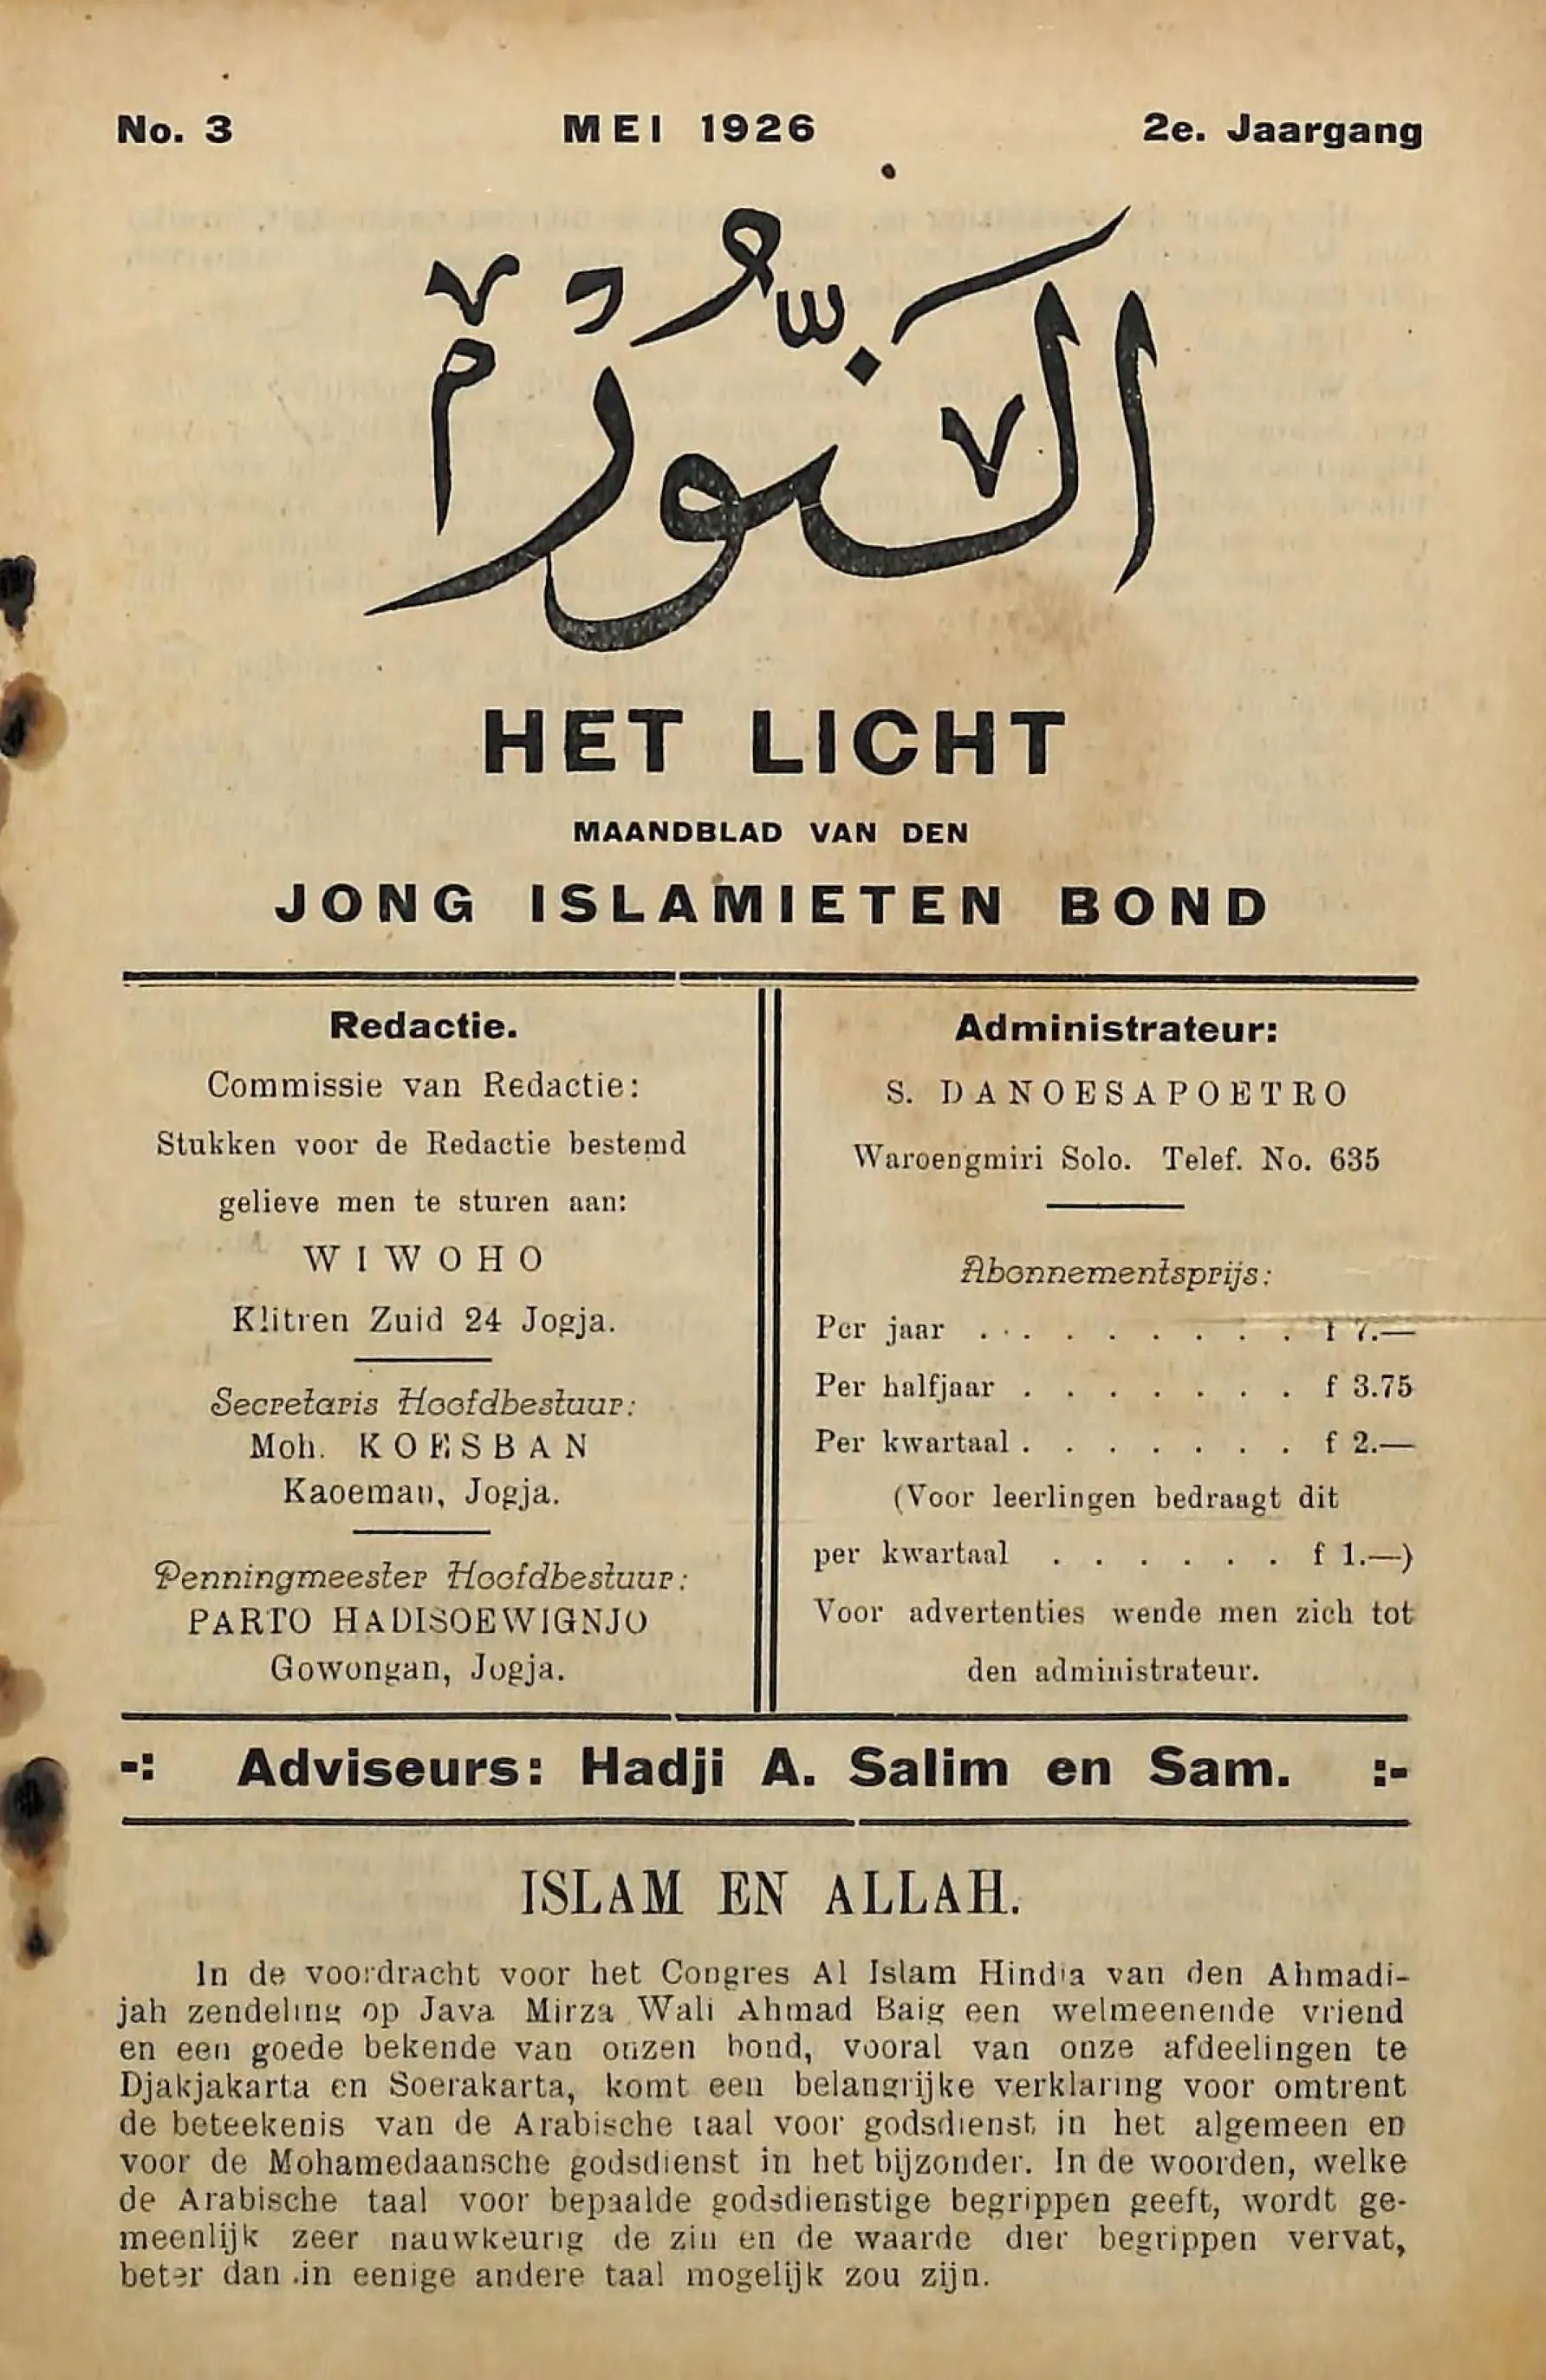 No. 3 MEI 1926 2e. Jaargang
النور
HET LICHT
MAANDBLAD VAN DEN
JONG ISLAMIETEN BOND
Redactie.
Commissie van Redactie:
Stukken voor de Redactie bestemd
gelieve men te sturen aan:
WIWOHO
Klitren Zuid 24 Jogja.
Secretaris Hoofdbestuur:
Moh. KOESBAN
Kaoeman, Jogja.
Penningmeester Hoofdbestuur:
PARTO HADISOEWIGNJO
Gowongan, Jogja.
Administrateur:
S. DANOESAPOETRO
Waroengmiri Solo. Telef. No. 635
Abonnementsprijs:
Per jaar . . . . . . . . . f 7.—
Per halfjaar . . . . . . . f 3.75
Per kwartaal . . . . . . . f 2.—
(Voor leerlingen bedraagt dit
per kwartaal . . . . . . f 1.—)
Voor advertenties wende men zich tot
den administrateur.
-: Adviseurs: Hadji A. Salim en Sam. :-
ISLAM EN ALLAH.
In de voordracht voor het Congres Al Islam Hindia van den Ahmadi-
jah zendeling op Java Mirza Wali Ahmad Baig een welmeenende vriend
en een goede bekende van onzen bond, vooral van onze afdeelingen te
Djakjakarta en Soerakarta, komt een belangrijke verklaring voor omtrent
de beteekenis van de Arabische taal voor godsdienst in het algemeen en
voor de Mohamedaansche godsdienst in het bijzonder. In de woorden, welke
de Arabische taal voor bepaalde godsdienstige begrippen geeft, wordt ge-
meenlijk zeer nauwkeurig de zin en de waarde dier begrippen vervat,
beter dan .in eenige andere taal mogelijk zou zijn.